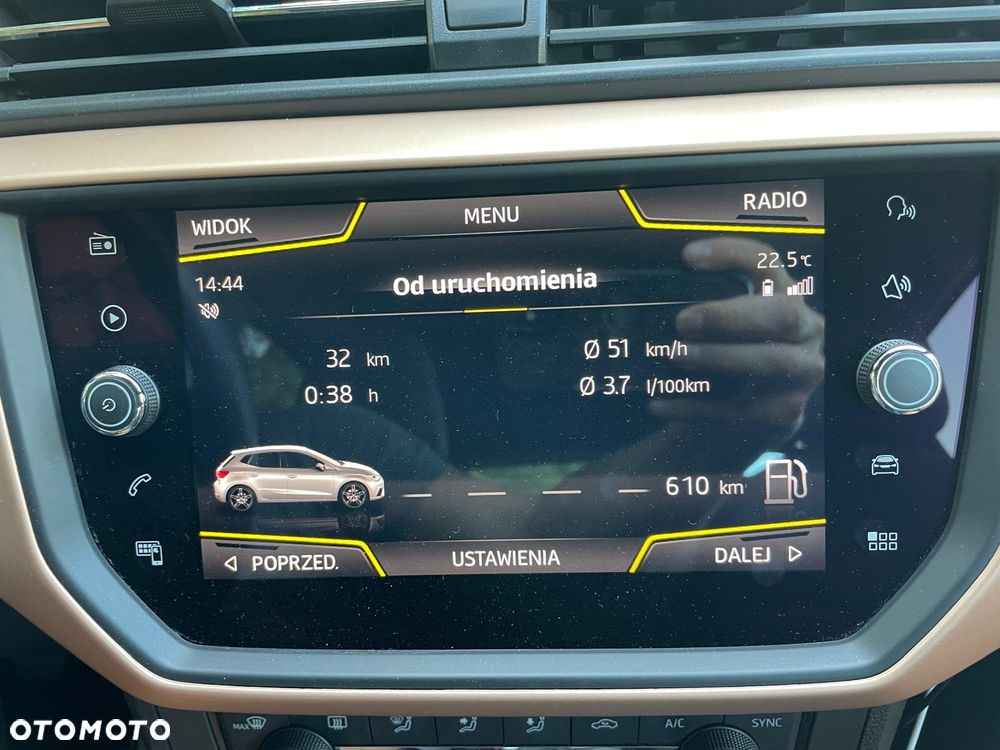 WIDOK
MENU
RADIO
14:44
22.5°C
Od uruchomienia
32 km
Ø 51 km/h
0:38 h
Ø 3.7 l/100km
610 km
POPRZED.
USTAWIENIA
DALEJ
MAX
A/C
SYNC
OTOMOTO